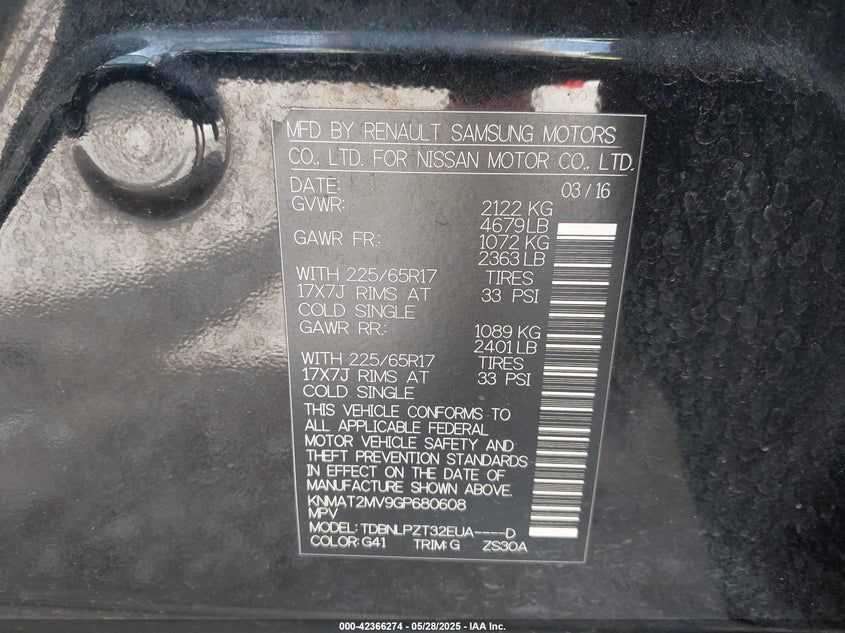 MFD BY RENAULT SAMSUNG MOTORS
CO., LTD. FOR NISSAN MOTOR CO., LTD.
DATE: 03/16
GVWR: 2122 KG
4679LB
GAWR FR: 1072 KG
2363 LB
WITH 225/65R17 TIRES
17X7J RIMS AT 33 PSI
COLD SINGLE
GAWR RR: 1089 KG
2401LB
WITH 225/65R17 TIRES
17X7J RIMS AT 33 PSI
COLD SINGLE
THIS VEHICLE CONFORMS TO
ALL APPLICABLE FEDERAL
MOTOR VEHICLE SAFETY AND
THEFT PREVENTION STANDARDS
IN EFFECT ON THE DATE OF
MANUFACTURE SHOWN ABOVE.
KNMAT2MV9GP680608
MPV
MODEL: TDBNLPZT32EUA----D
COLOR: G41 TRIM: G ZS30A
000-42366274 - 05/28/2025 - IAA Inc.